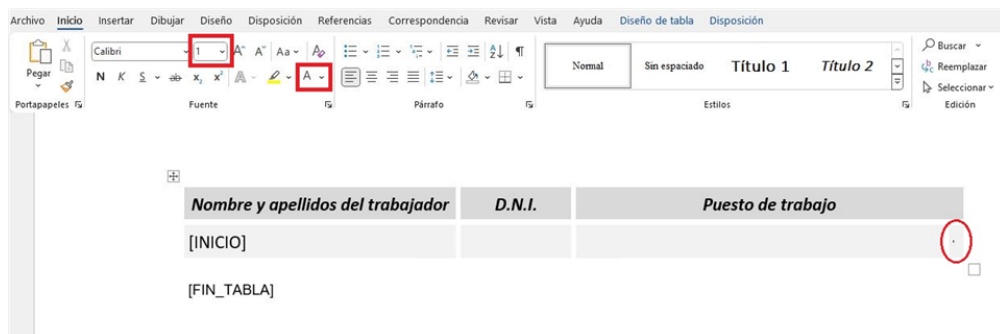 Archivo Inicio Insertar Dibujar Diseño Disposición Referencias Correspondencia Revisar Vista Ayuda Diseño de tabla Disposición
Calibri 1 A^ A˅ Aa A
Pegar
N K S ab x₂ x² A A
Normal
Sin espaciado
Título 1
Título 2
Buscar
Reemplazar
Seleccionar
Portapapeles Fuente Párrafo Estilos Edición
Nombre y apellidos del trabajador D.N.I. Puesto de trabajo
[INICIO] .
[FIN_TABLA]